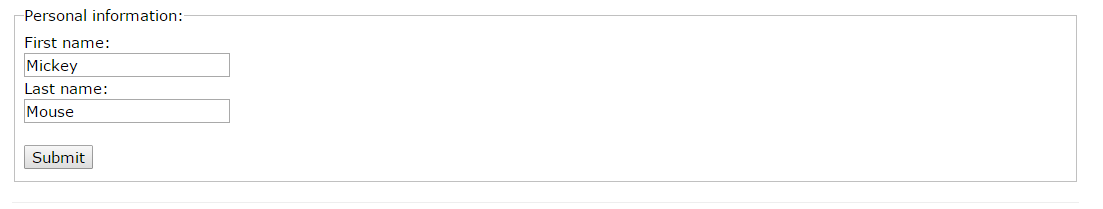 Personal information:
First name:
Mickey
Last name:
Mouse
Submit